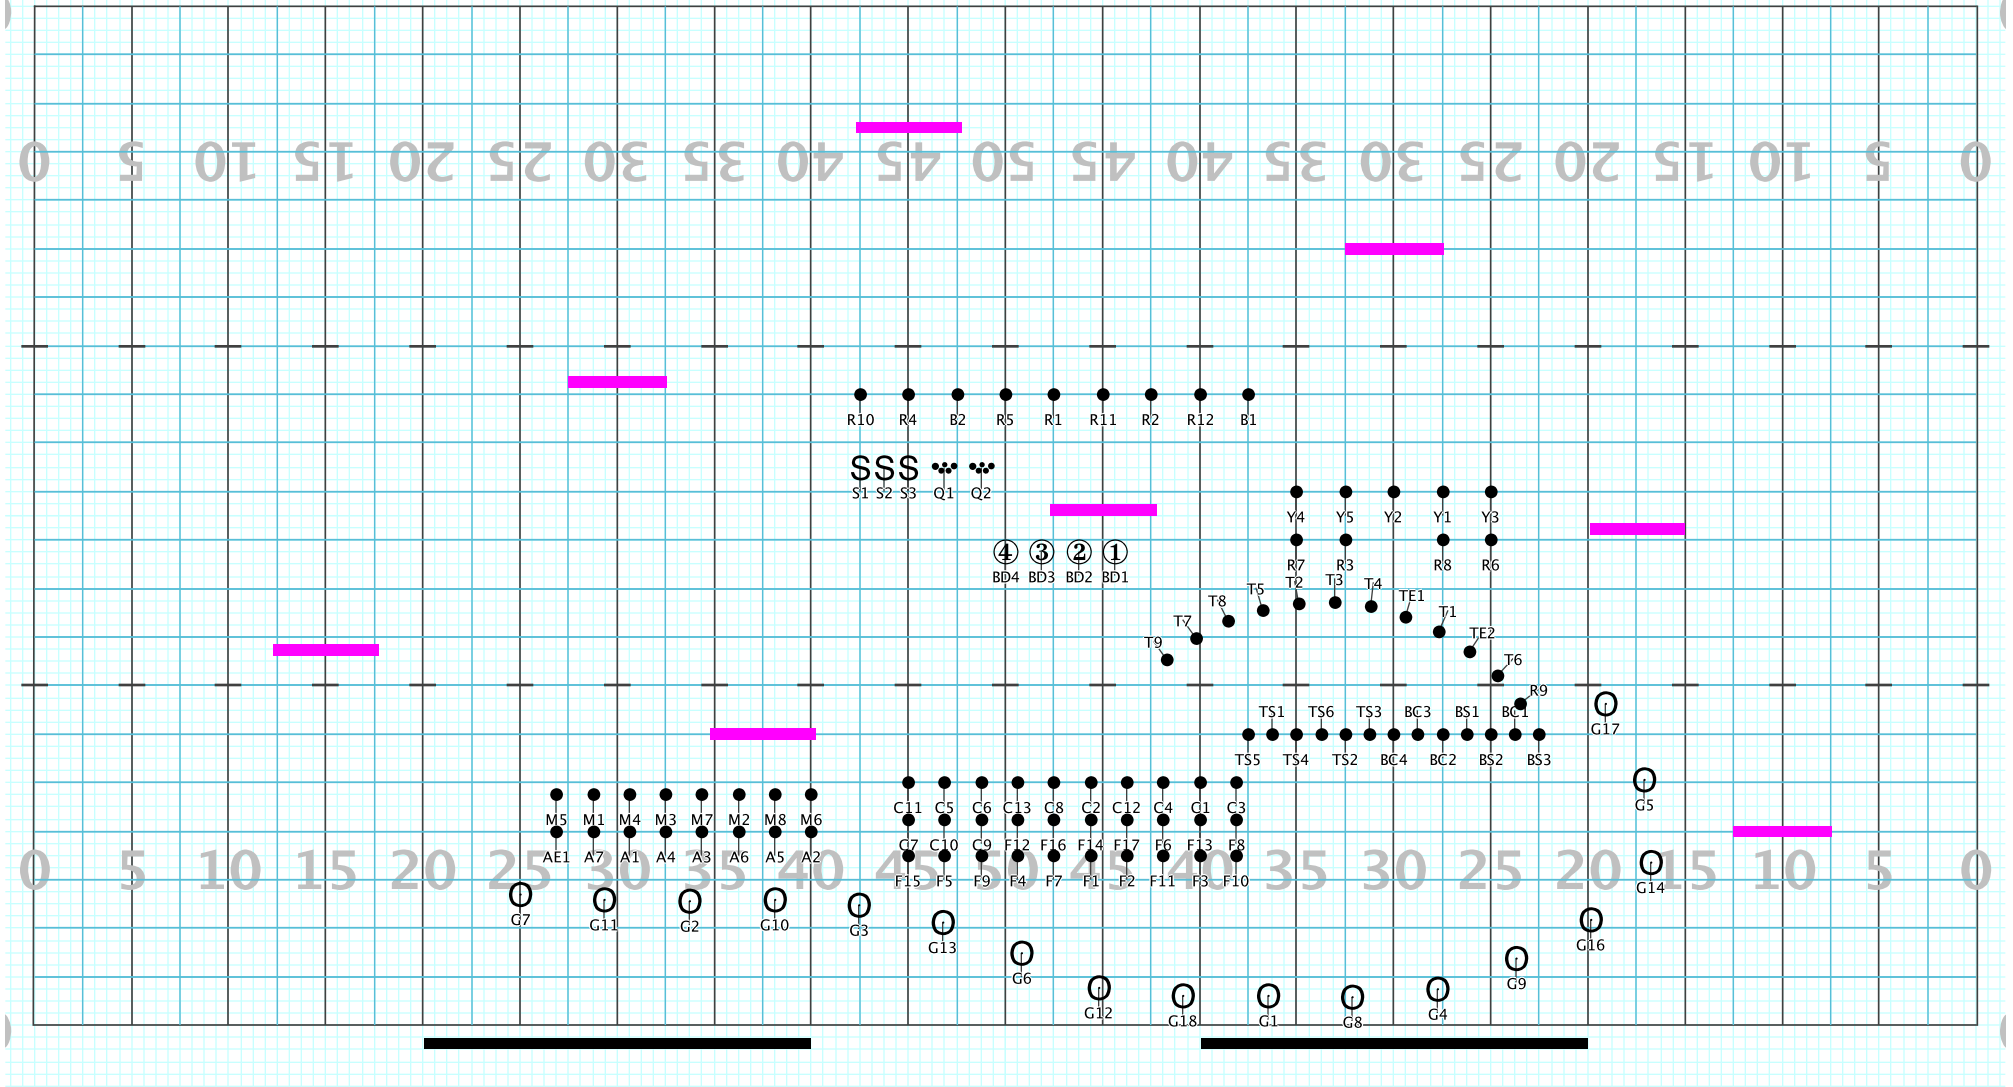 0 5 10 15 20 25 30 35 40 45 50 45 40 35 30 25 20 15 10 5 0
R10 R4 B2 R5 R1 R11 R2 R12 B1
S S S
S1 S2 S3 Q1 Q2
Y4 Y5 Y2 Y1 Y3
4 3 2 1
BD4 BD3 BD2 BD1
R7 R3 R8 R6
T9 T7 T8 T5 T2 T3 T4 TE1 T1 TE2 T6 R9
TS1 TS6 TS3 BC3 BS1 BC1
G17
TS5 TS4 TS2 BC4 BC2 BS2 BS3
G5
C11 C5 C6 C13 C8 C2 C12 C4 C1 C3
M5 M1 M4 M3 M7 M2 M8 M6
C7 C10 C9 F12 F16 F14 F17 F6 F13 F8
AE1 A7 A1 A4 A3 A6 A5 A2
0 5 10 15 20 25 30 35 40 45 50 45 40 35 30 25 20 15 10 5 0
F15 F5 F9 F4 F7 F1 F2 F11 F3 F10
G14
G7 G11 G2 G10 G3 G13 G6 G12 G18 G1 G8 G4 G9 G16